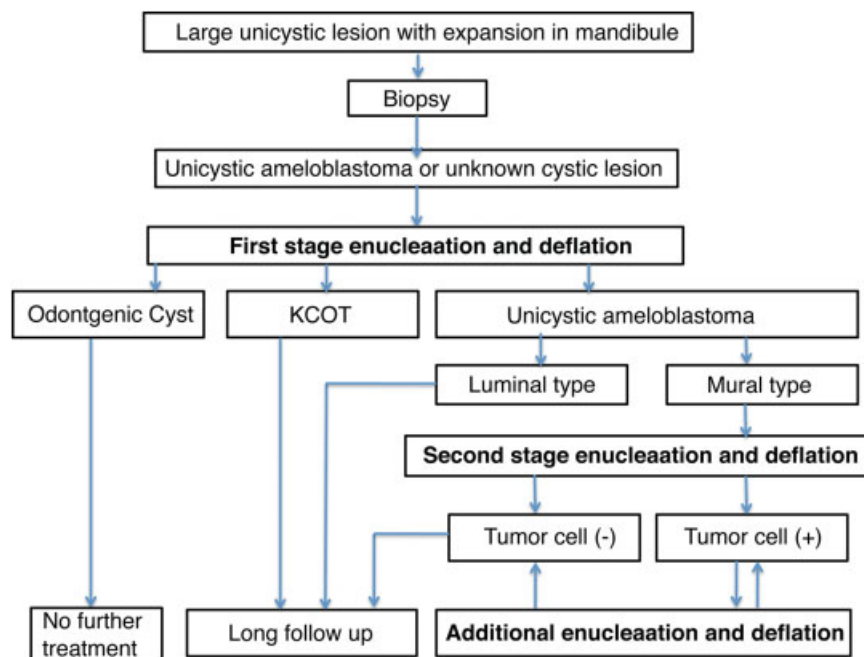 Large unicystic lesion with expansion in mandibule
Biopsy
Unicystic ameloblastoma or unknown cystic lesion
First stage enucleaation and deflation
Odontgenic Cyst
KCOT
Unicystic ameloblastoma
Luminal type
Mural type
Second stage enucleaation and deflation
Tumor cell (-)
Tumor cell (+)
No further
treatment
Long follow up
Additional enucleaation and deflation